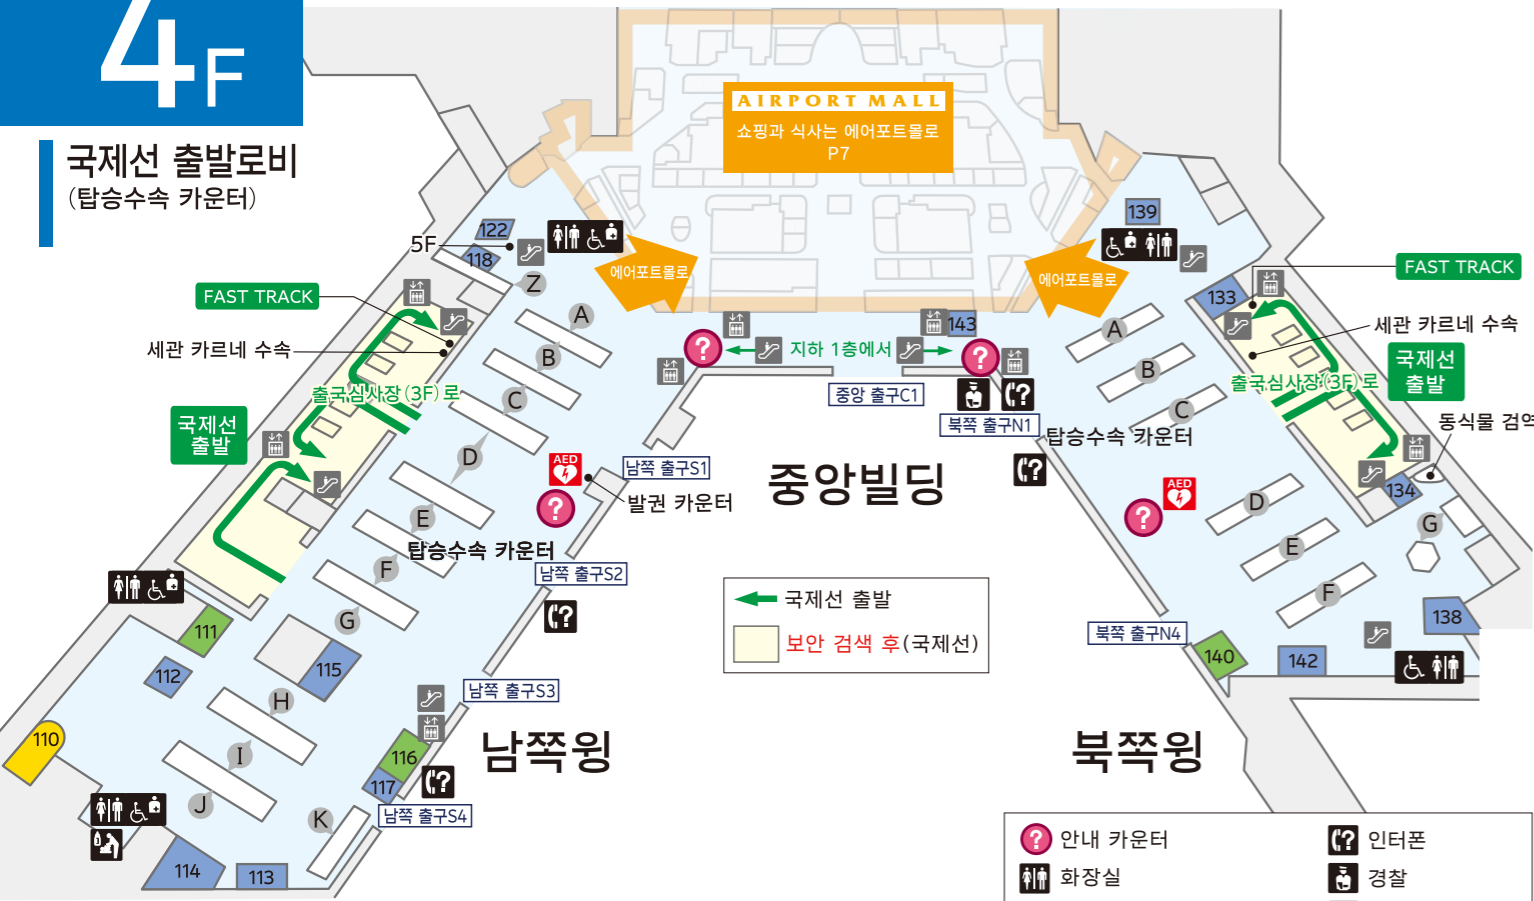 4F
국제선 출발로비
(탑승수속 카운터)
AIRPORT MALL
쇼핑과 식사는 에어포트몰로
P7
122
5F
118
Z
에어포트몰로
139
에어포트몰로
FAST TRACK
FAST TRACK
133
세관 카르네 수속
세관 카르네 수속
A
B
C
D
E
F
G
H
I
J
K
A
B
C
D
E
F
G
143
지하 1층에서
중앙 출구C1
북쪽 출구N1
출국심사장(3F)로
출국심사장(3F)로
국제선
출발
국제선
출발
동식물 검역
탑승수속 카운터
남쪽 출구S1
중앙빌딩
AED
발권 카운터
AED
134
탑승수속 카운터
남쪽 출구S2
국제선 출발
보안 검색 후(국제선)
111
112
115
138
북쪽 출구N4
140
142
남쪽 출구S3
110
116
117
남쪽윙
북쪽윙
남쪽 출구S4
114
113
안내 카운터
인터폰
화장실
경찰